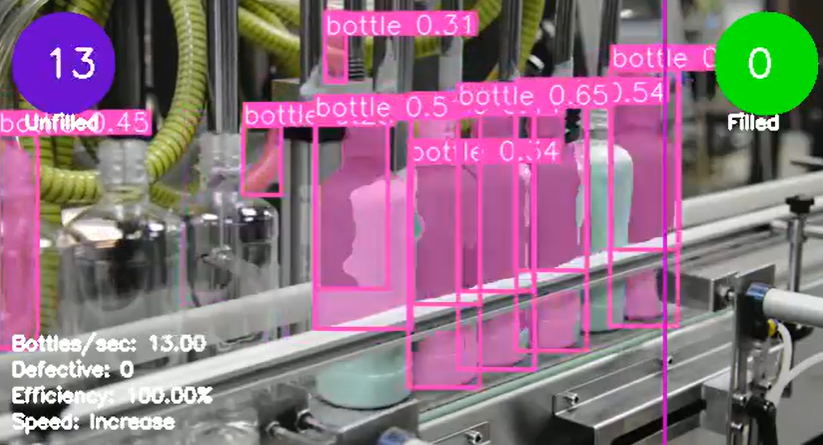 bottle 0.31
13
Unfilled
bottle 0
0
Filled
0.45
bottle
bottle 0.5
bottle 0.65
0.54
bottle 0.54
Bottles/sec: 13.00
Defective: 0
Efficiency: 100.00%
Speed: Increase